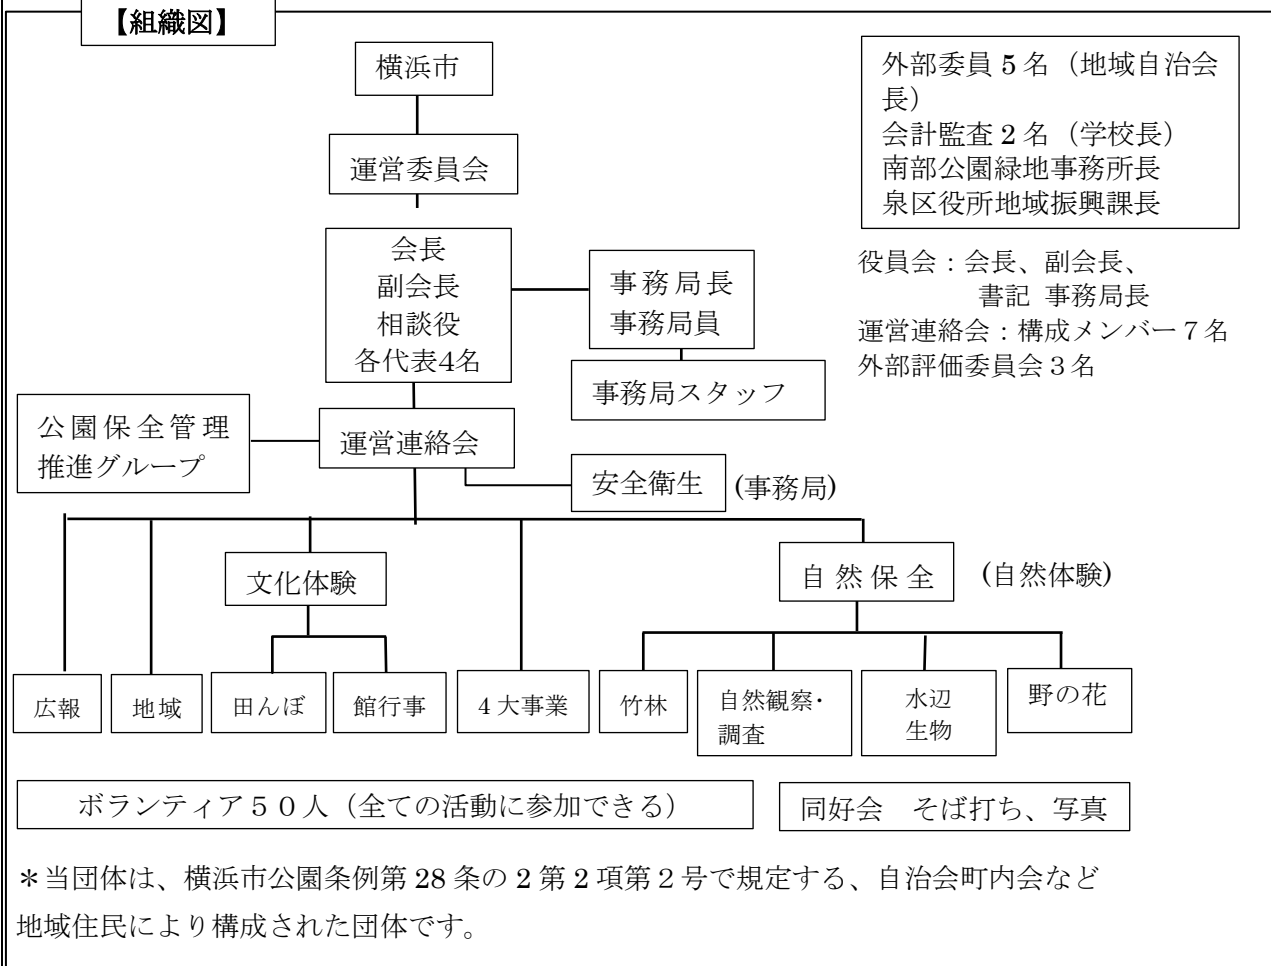 【組織図】
横浜市
運営委員会
会長
副会長
相談役
各代表4名
事務局長
事務局員
事務局スタッフ
外部委員 5 名（地域自治会
長）
会計監査 2 名（学校長）
南部公園緑地事務所長
泉区役所地域振興課長
役員会：会長、副会長、
書記 事務局長
運営連絡会：構成メンバー７名
外部評価委員会３名
公園保全管理
推進グループ
運営連絡会
安全衛生
(事務局)
文化体験
自然保全
(自然体験)
広報
地域
田んぼ
館行事
４大事業
竹林
自然観察・
調査
水辺
生物
野の花
ボランティア５０人（全ての活動に参加できる）
同好会　そば打ち、写真
＊当団体は、横浜市公園条例第 28 条の 2 第 2 項第２号で規定する、自治会町内会など
地域住民により構成された団体です。